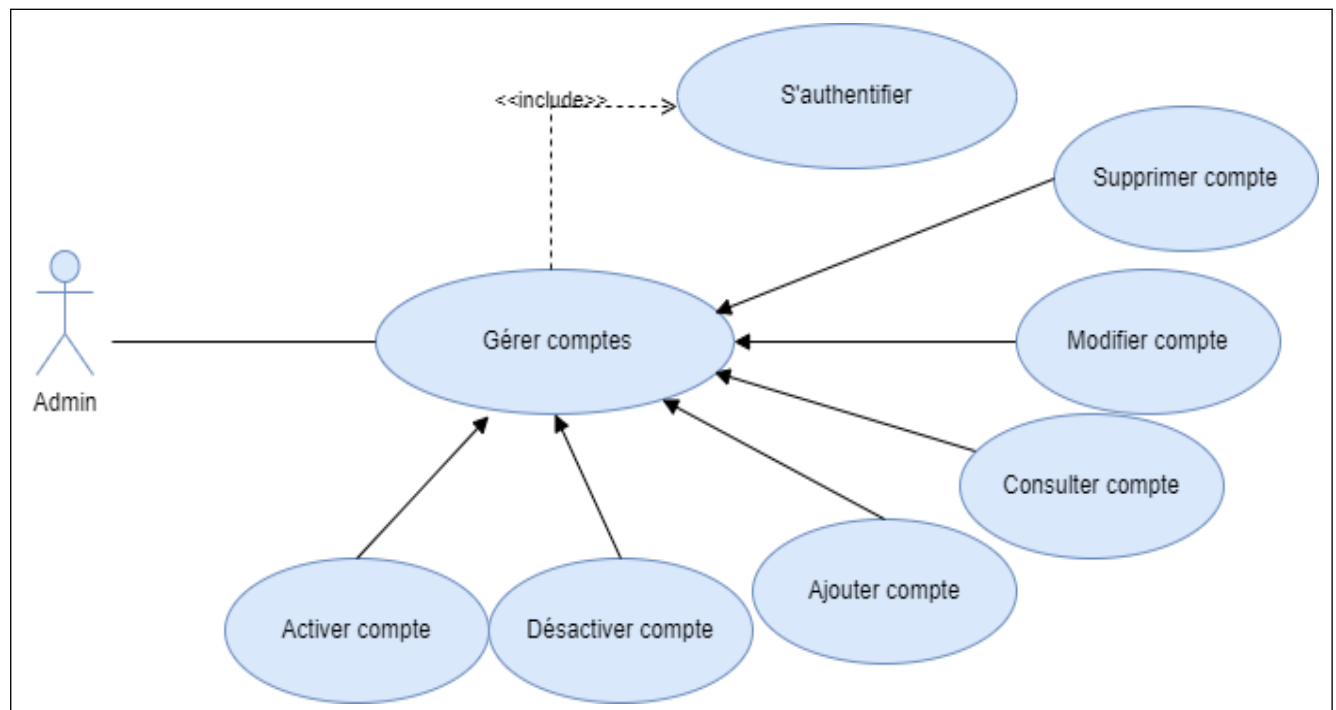 <<include>>
S'authentifier
Supprimer compte
Gérer comptes
Modifier compte
Admin
Consulter compte
Ajouter compte
Activer compte
Désactiver compte